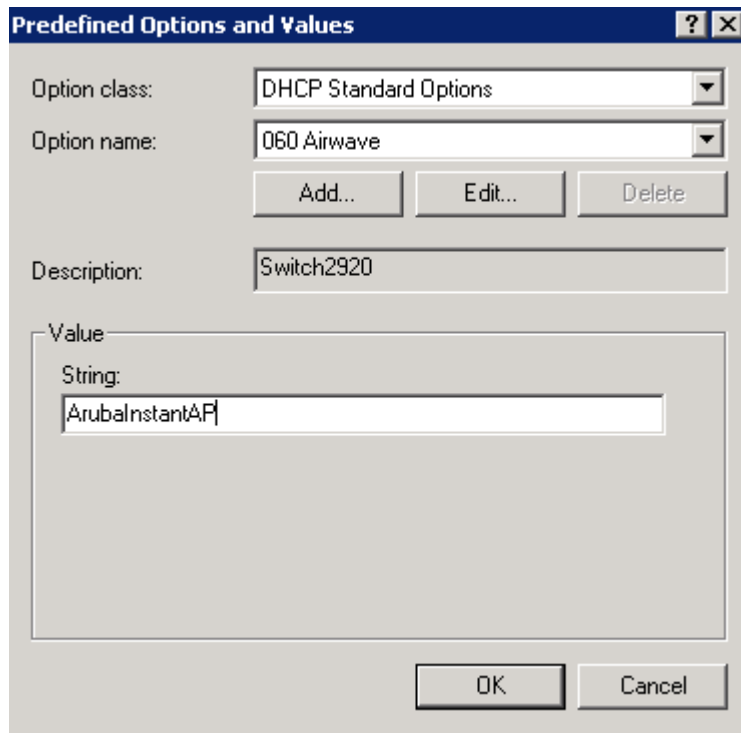 Predefined Options and Values
Option class:
DHCP Standard Options
Option name:
060 Airwave
Add...
Edit...
Delete
Description:
Switch2920
Value
String:
ArubaInstantAP
OK
Cancel